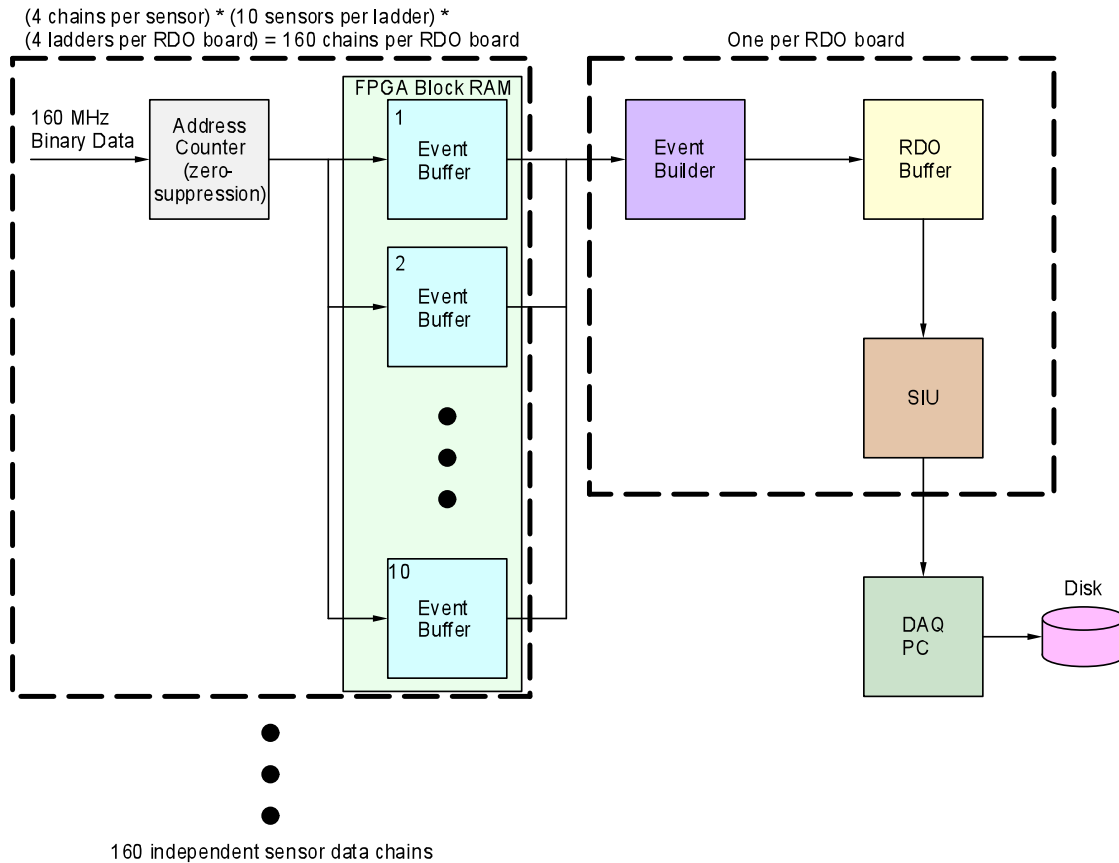 (4 chains per sensor) * (10 sensors per ladder) *
(4 ladders per RDO board) = 160 chains per RDO board
One per RDO board
FPGA Block RAM
160 MHz
Binary Data
Address
Counter
(zero-
suppression)
1
Event
Buffer
Event
Builder
RDO
Buffer
2
Event
Buffer
SIU
10
Event
Buffer
DAQ
PC
Disk
160 independent sensor data chains